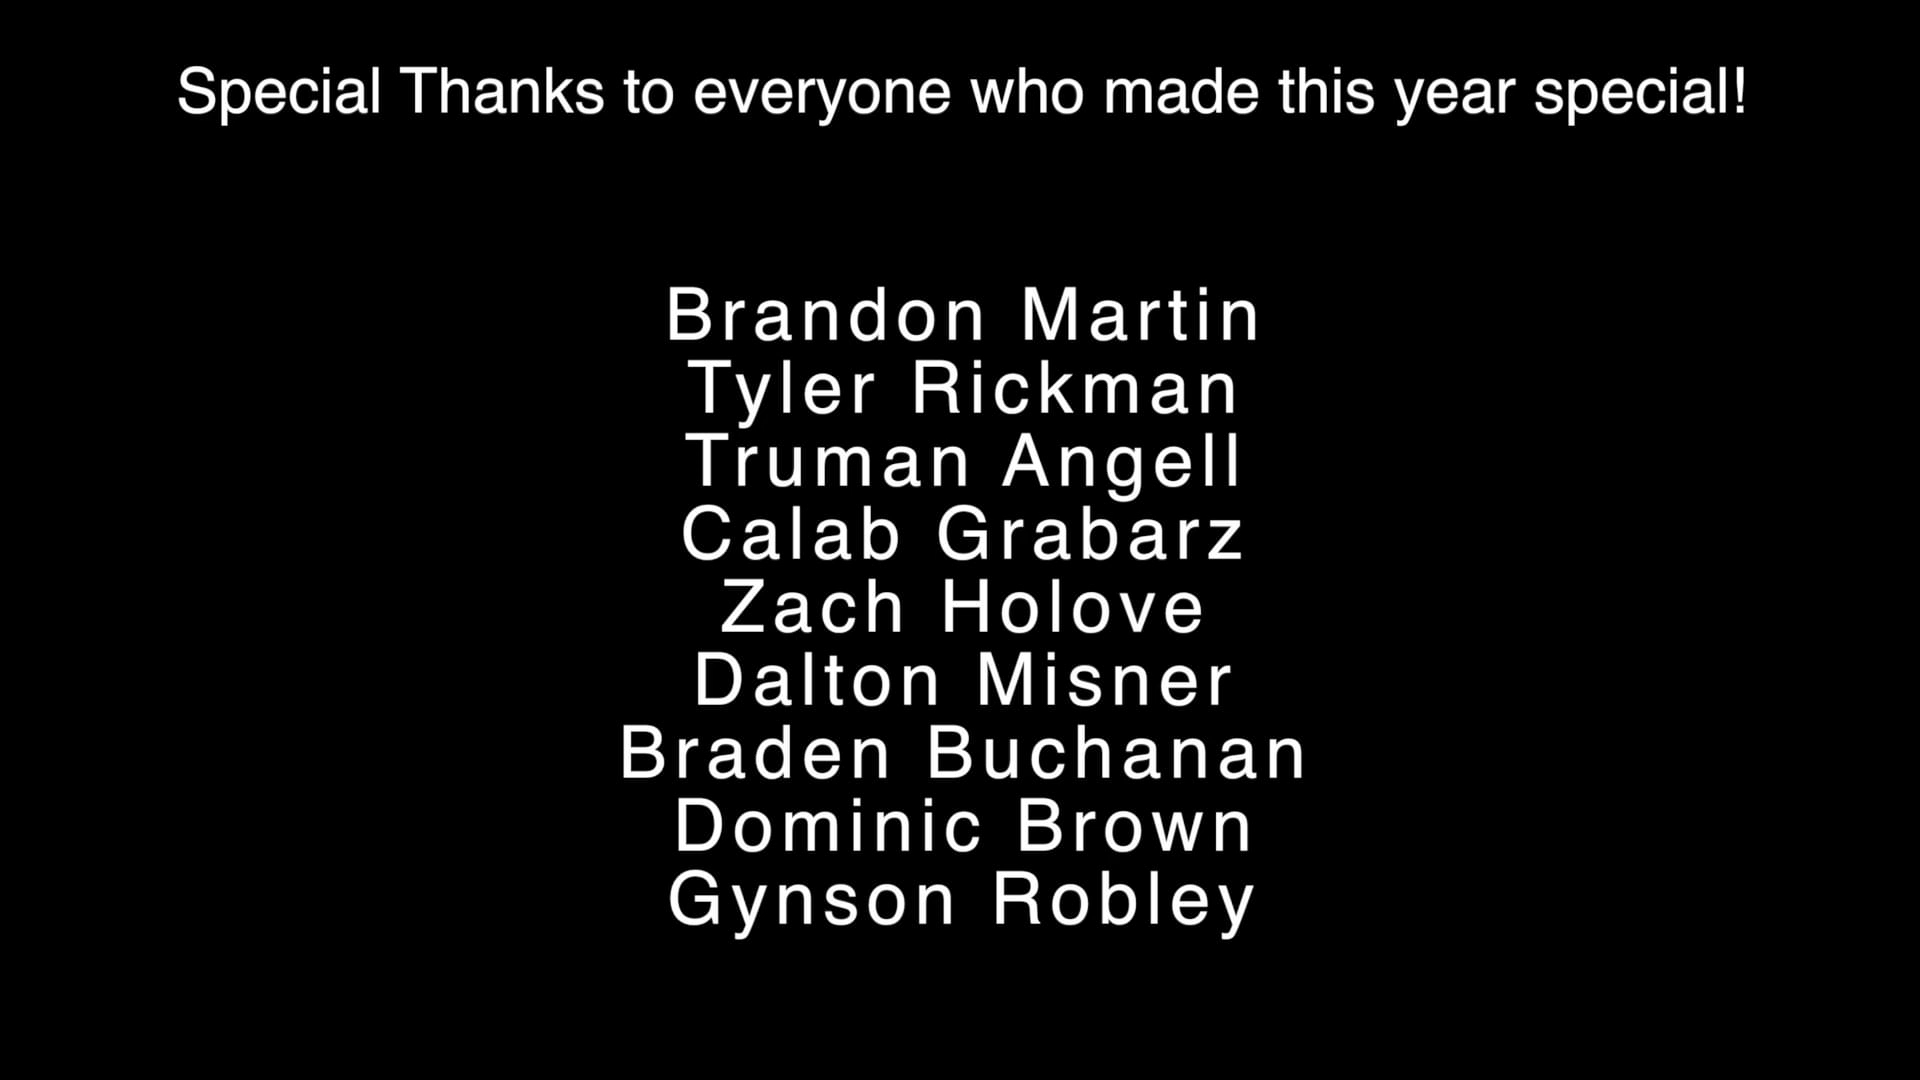 Special Thanks to everyone who made this year special!
Brandon Martin
Tyler Rickman
Truman Angell
Calab Grabarz
Zach Holove
Dalton Misner
Braden Buchanan
Dominic Brown
Gynson Robley